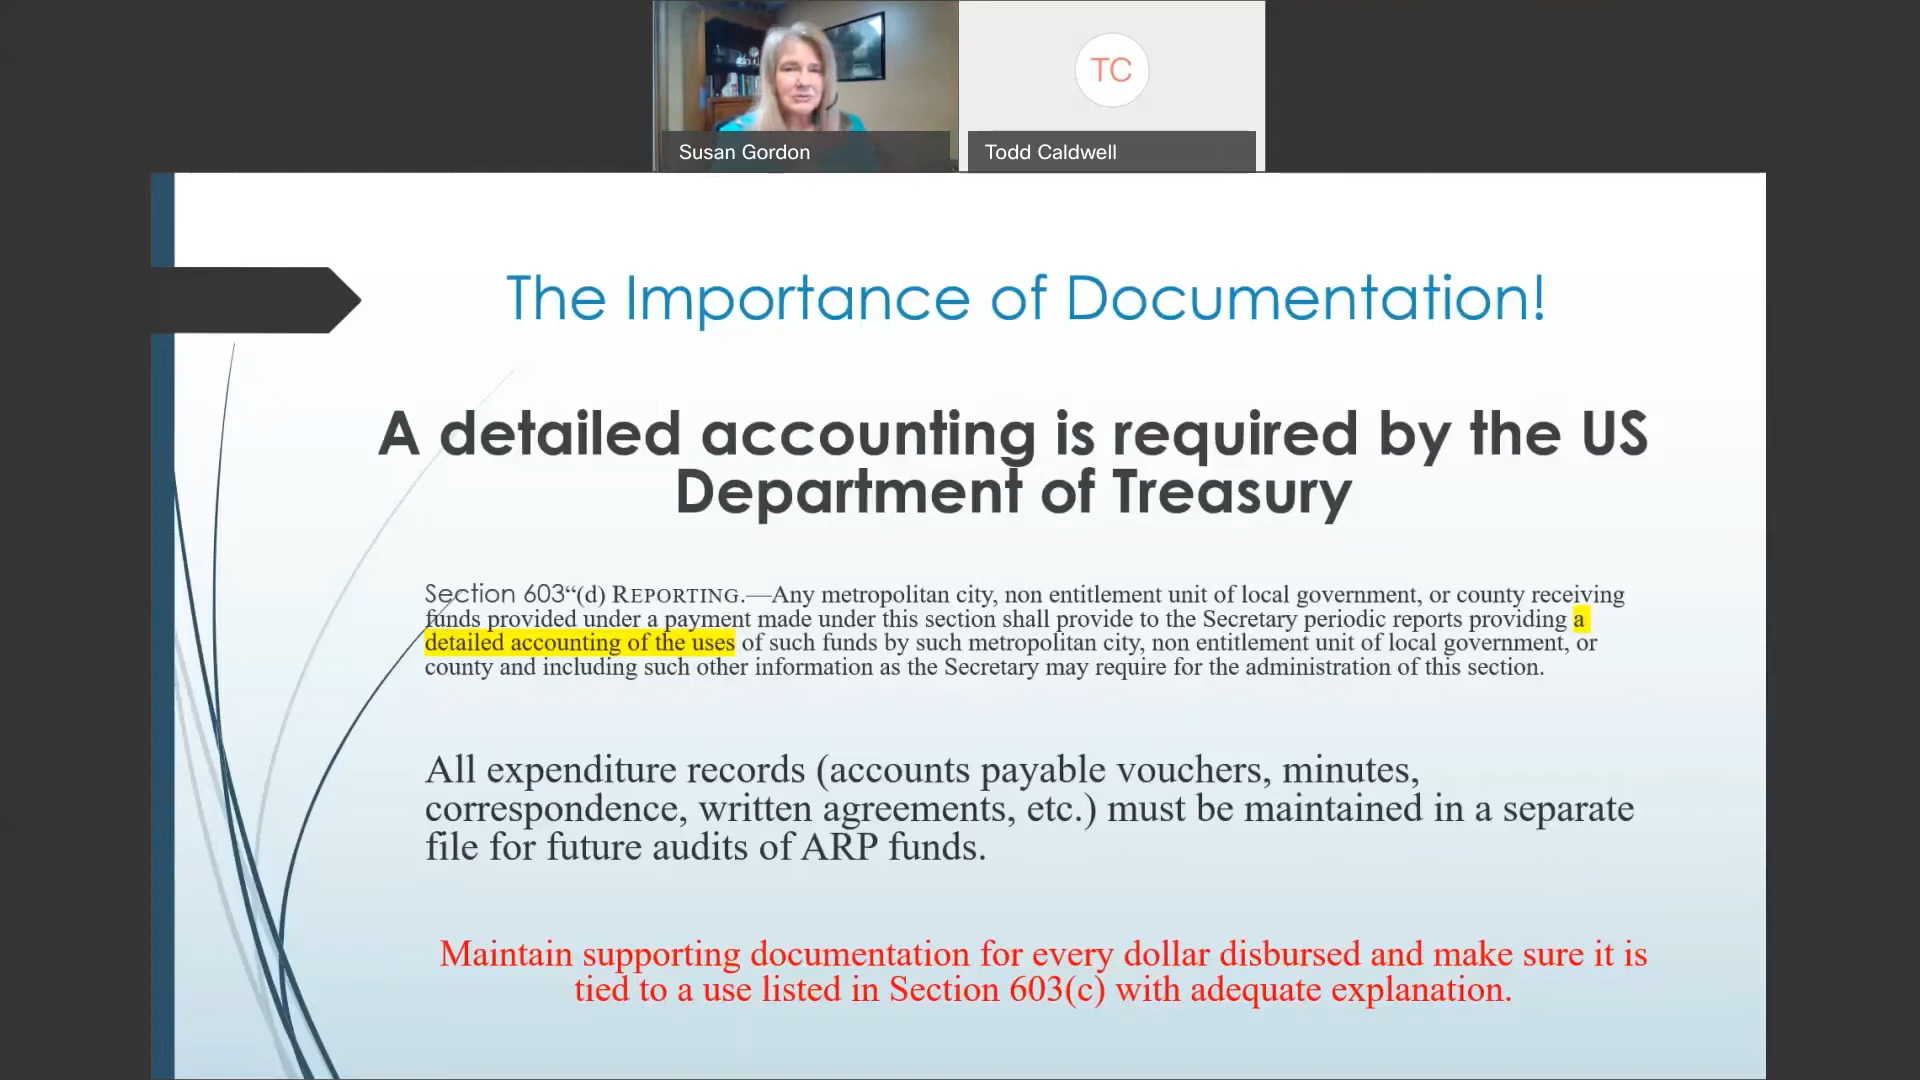 Susan Gordon
TC
Todd Caldwell
The Importance of Documentation!
A detailed accounting is required by the US
Department of Treasury
Section 603“(d) REPORTING.—Any metropolitan city, non entitlement unit of local government, or county receiving
funds provided under a payment made under this section shall provide to the Secretary periodic reports providing a
detailed accounting of the uses of such funds by such metropolitan city, non entitlement unit of local government, or
county and including such other information as the Secretary may require for the administration of this section.
All expenditure records (accounts payable vouchers, minutes,
correspondence, written agreements, etc.) must be maintained in a separate
file for future audits of ARP funds.
Maintain supporting documentation for every dollar disbursed and make sure it is
tied to a use listed in Section 603(c) with adequate explanation.